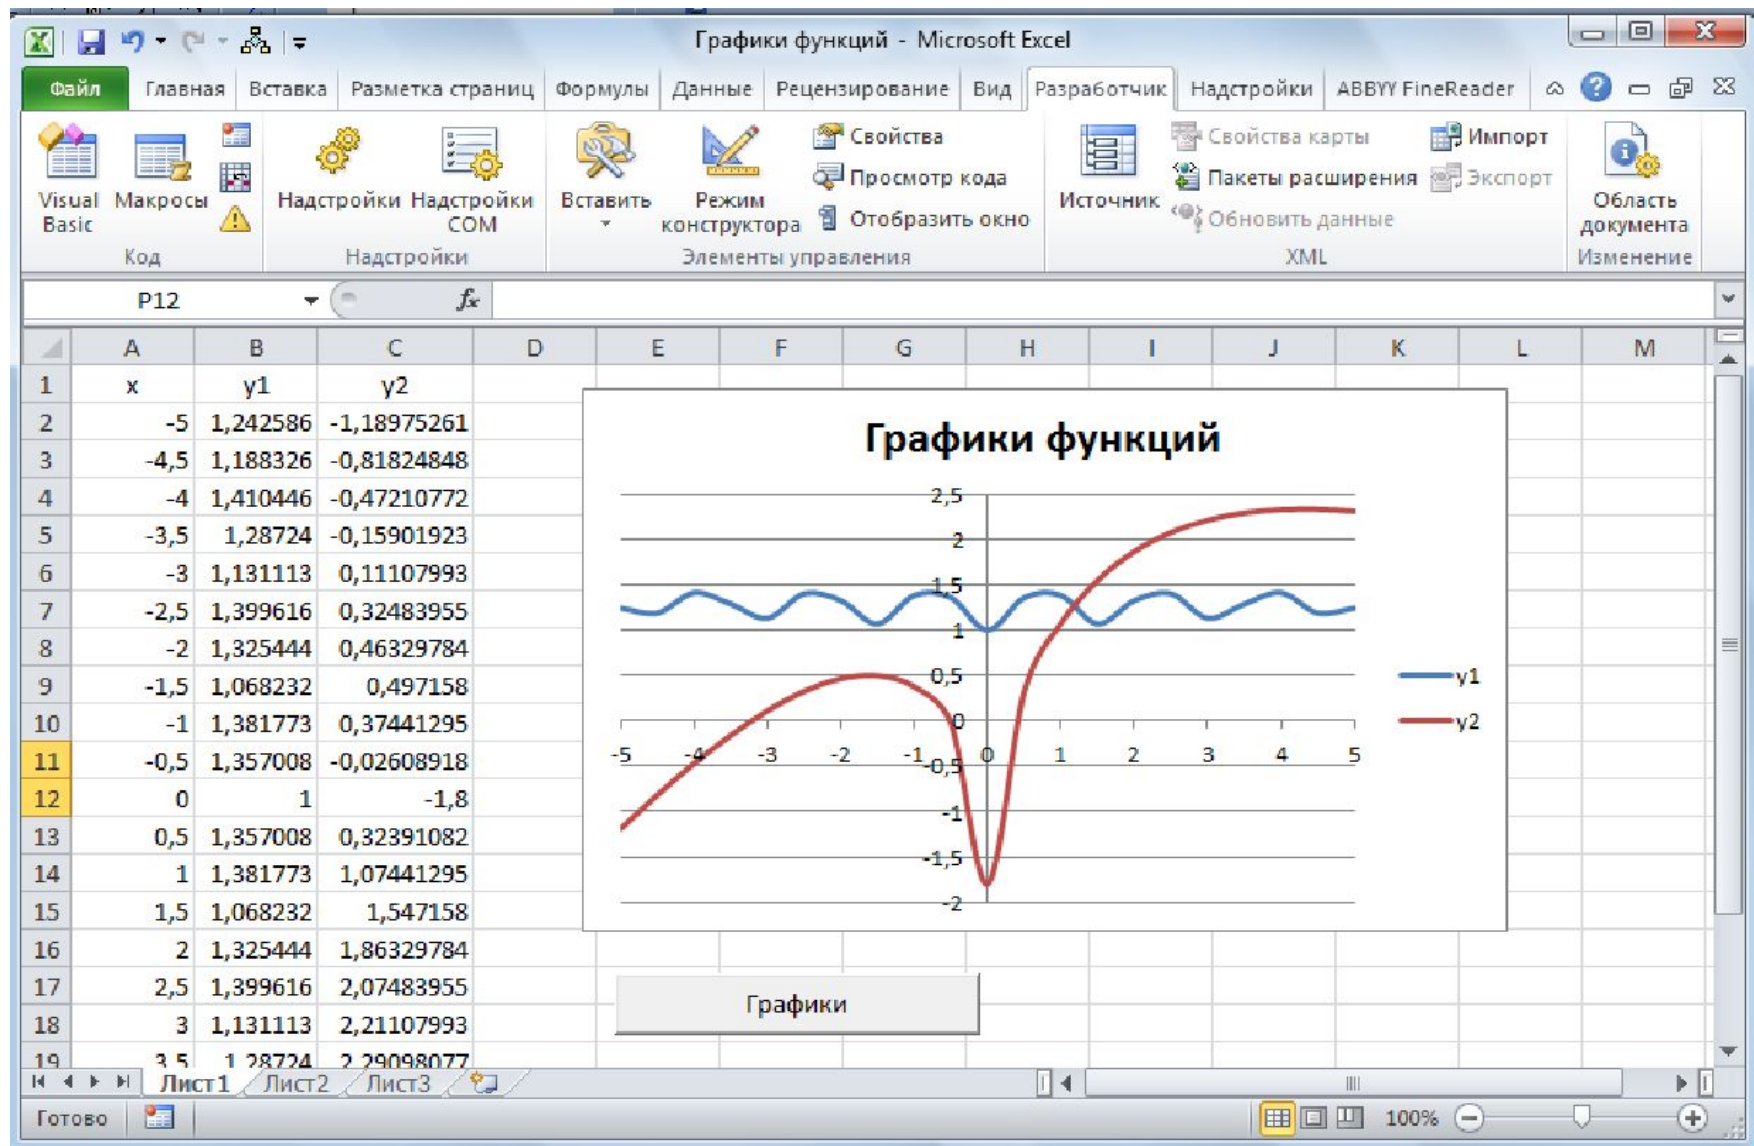 Графики функций - Microsoft Excel
Файл Главная Вставка Разметка страниц Формулы Данные Рецензирование Вид Разработчик Надстройки ABBYY FineReader
Visual Basic Макросы Надстройки Надстройки COM Вставить Режим конструктора Свойства Просмотр кода Отобразить окно Источник Свойства карты Пакеты расширения Обновить данные Импорт Экспорт Область документа
Код Надстройки Элементы управления XML Изменение
P12 fx
A B C D E F G H I J K L M
1 x y1 y2
2 -5 1,242586 -1,18975261
3 -4,5 1,188326 -0,81824848
4 -4 1,410446 -0,47210772
5 -3,5 1,28724 -0,15901923
6 -3 1,131113 0,11107993
7 -2,5 1,399616 0,32483955
8 -2 1,325444 0,46329784
9 -1,5 1,068232 0,497158
10 -1 1,381773 0,37441295
11 -0,5 1,357008 -0,02608918
12 0 1 -1,8
13 0,5 1,357008 0,32391082
14 1 1,381773 1,07441295
15 1,5 1,068232 1,547158
16 2 1,325444 1,86329784
17 2,5 1,399616 2,07483955
18 3 1,131113 2,21107993
19 3,5 1,28724 2,29098077
Графики функций
2,5
2
1,5
1
0,5
0
-0,5
-1
-1,5
-2
-5 -4 -3 -2 -1 0 1 2 3 4 5
y1
y2
Графики
Лист1 Лист2 Лист3
Готово 100%